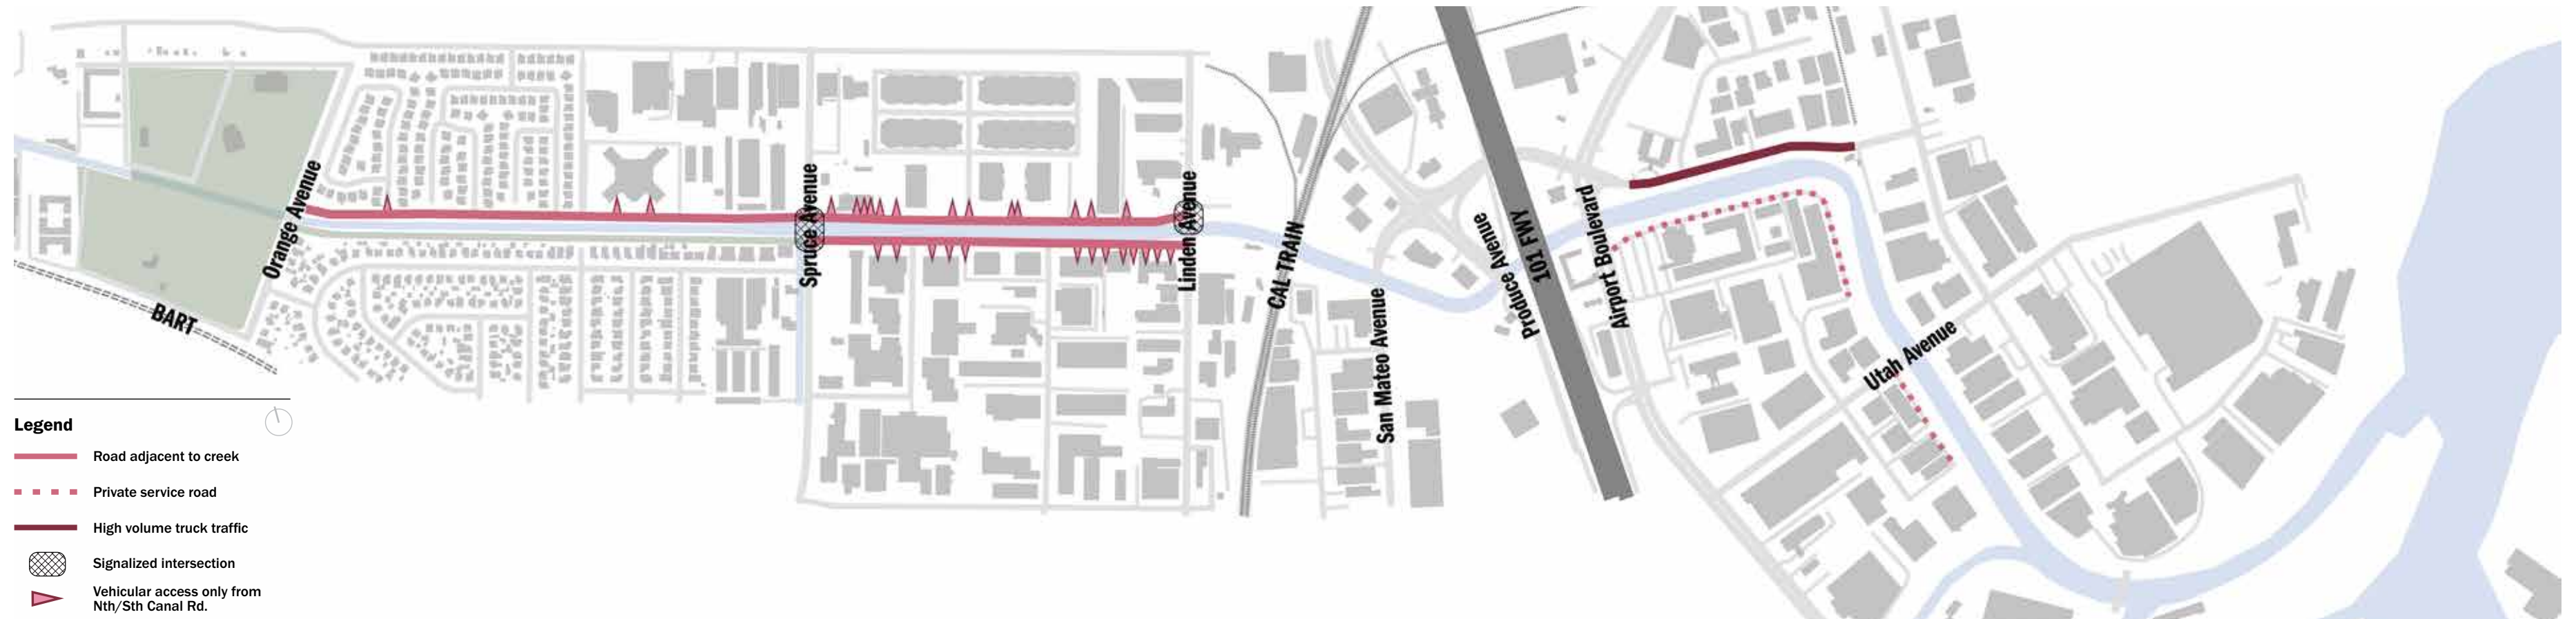 Orange Avenue
BART
Spruce Avenue
Linden Avenue
CAL TRAIN
San Mateo Avenue
Produce Avenue
101 FWY
Airport Boulevard
Utah Avenue
Legend
Road adjacent to creek
Private service road
High volume truck traffic
Signalized intersection
Vehicular access only from
Nth/Sth Canal Rd.